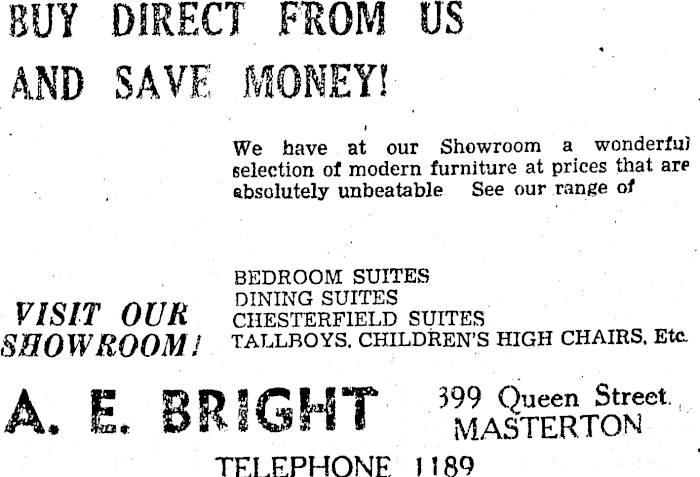 BUY DIRECT FROM US
AND SAVE MONEY!
We have at our Showroom a wonderful
selection of modern furniture at prices that are
absolutely unbeatable See our range of
BEDROOM SUITES
DINING SUITES
CHESTERFIELD SUITES
TALLBOYS, CHILDREN'S HIGH CHAIRS, Etc.
VISIT OUR
SHOWROOM!
A. E. BRIGHT
399 Queen Street.
MASTERTON
TELEPHONE 1189